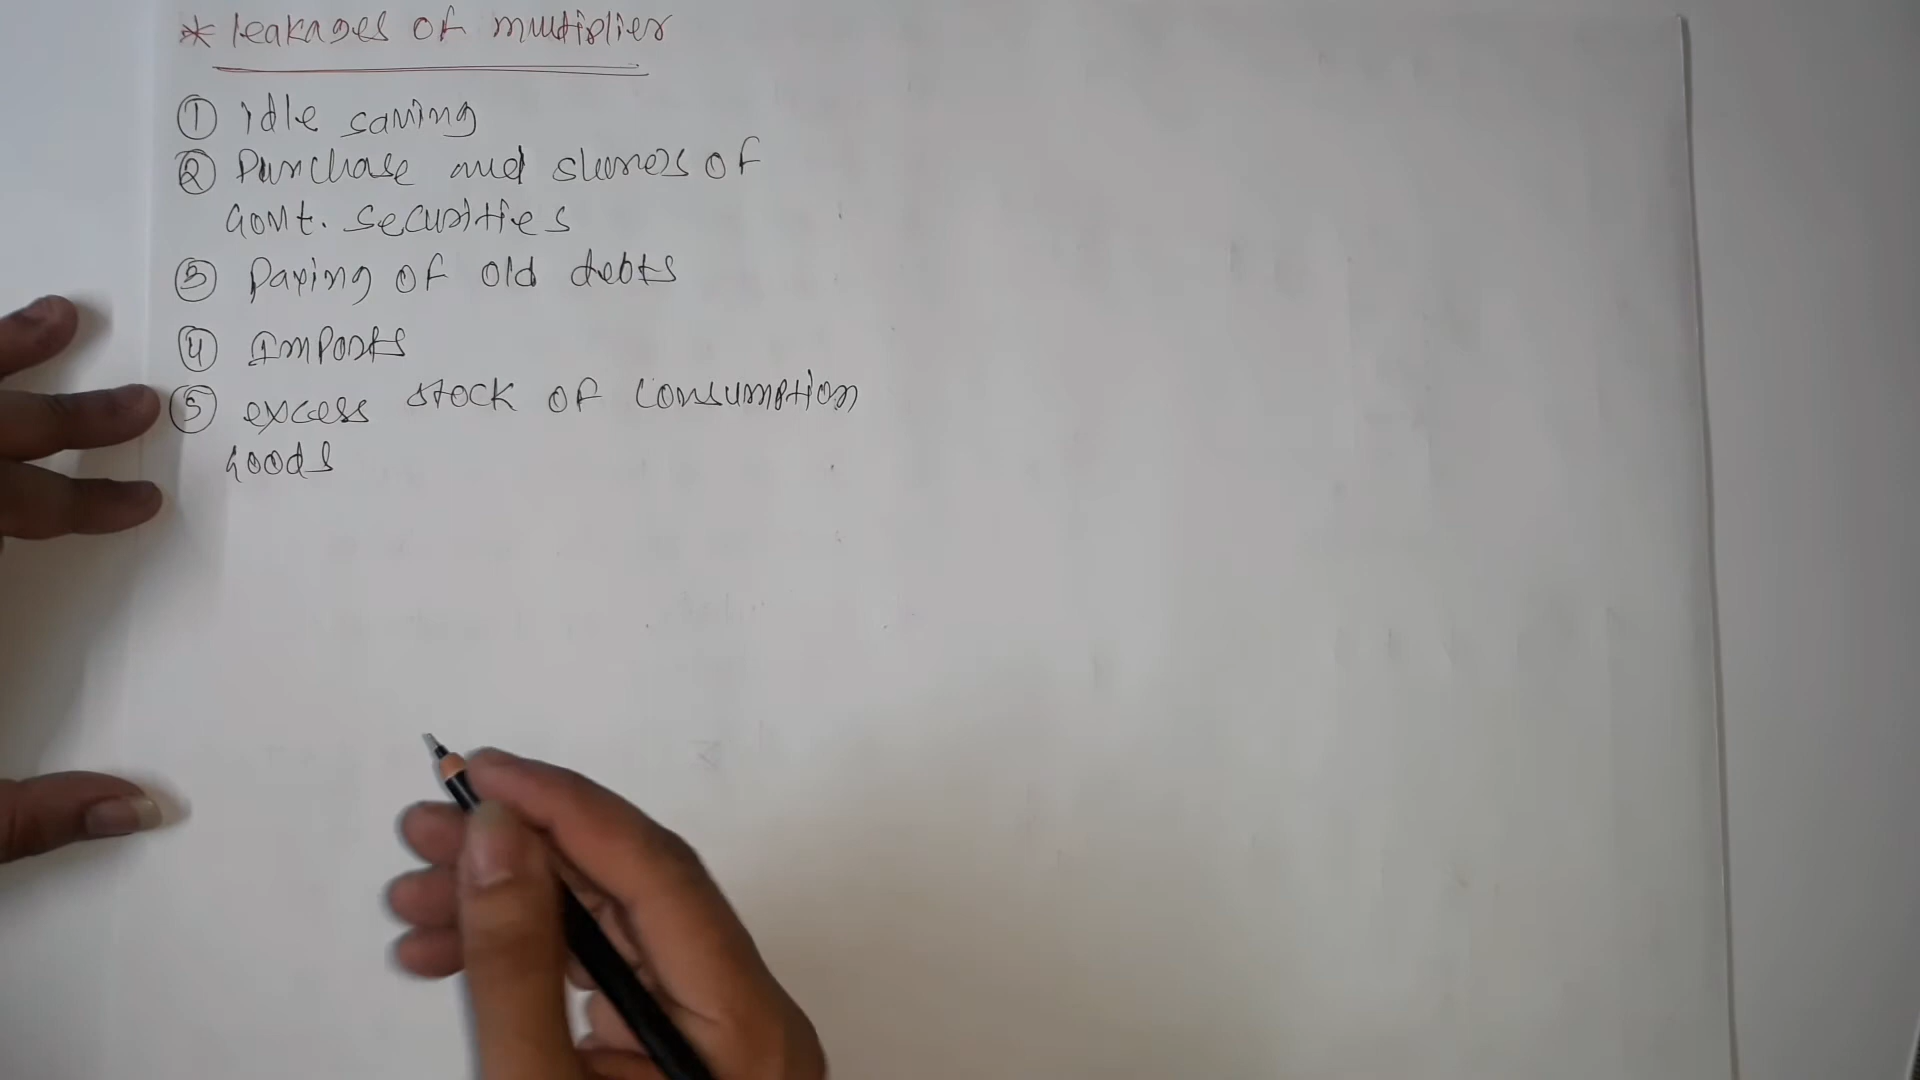 * leakages of multiplier
① idle saving
② Purchase and shares of
Govt. securities
③ Paying of old debts
④ Imports
⑤ excess stock of consumption
Goods